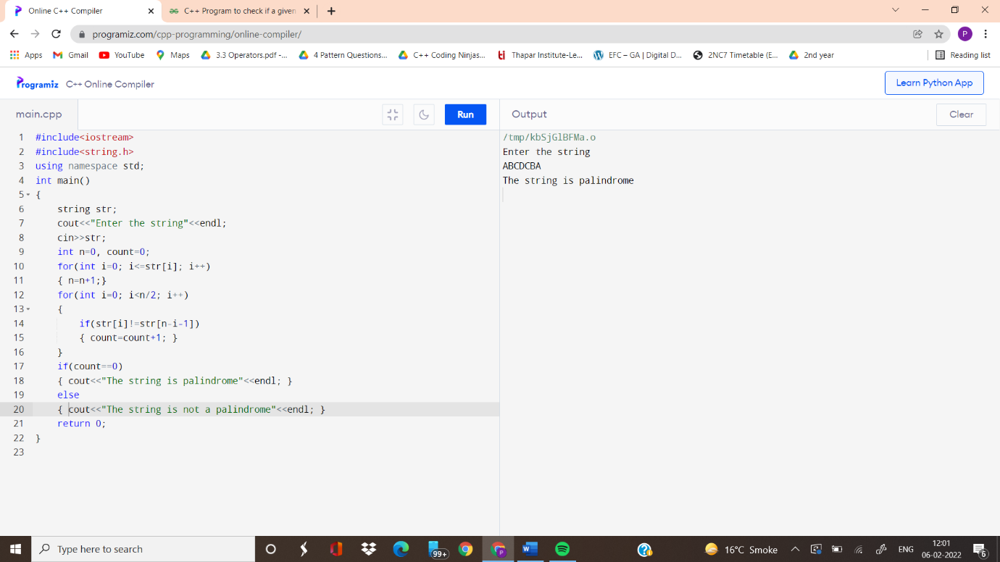 Online C++ Compiler
C++ Program to check if a given
programiz.com/cpp-programming/online-compiler/
P
Apps Gmail YouTube Maps 3.3 Operators.pdf -... 4 Pattern Questions... C++ Coding Ninjas... Thapar Institute-Le... EFC – GA | Digital D... 2NC7 Timetable (E... 2nd year Reading list
Programiz C++ Online Compiler
Learn Python App
main.cpp
Run
Output
Clear
1 #include<iostream>
2 #include<string.h>
3 using namespace std;
4 int main()
5 {
6 string str;
7 cout<<"Enter the string"<<endl;
8 cin>>str;
9 int n=0, count=0;
10 for(int i=0; i<=str[i]; i++)
11 { n=n+1;}
12 for(int i=0; i<n/2; i++)
13 {
14 if(str[i]!=str[n-i-1])
15 { count=count+1; }
16 }
17 if(count==0)
18 { cout<<"The string is palindrome"<<endl; }
19 else
20 { cout<<"The string is not a palindrome"<<endl; }
21 return 0;
22 }
23
/tmp/kbSjGlBFMa.o
Enter the string
ABCDCBA
The string is palindrome
Type here to search
99+
P
16°C Smoke
ENG
12:01
06-02-2022
6